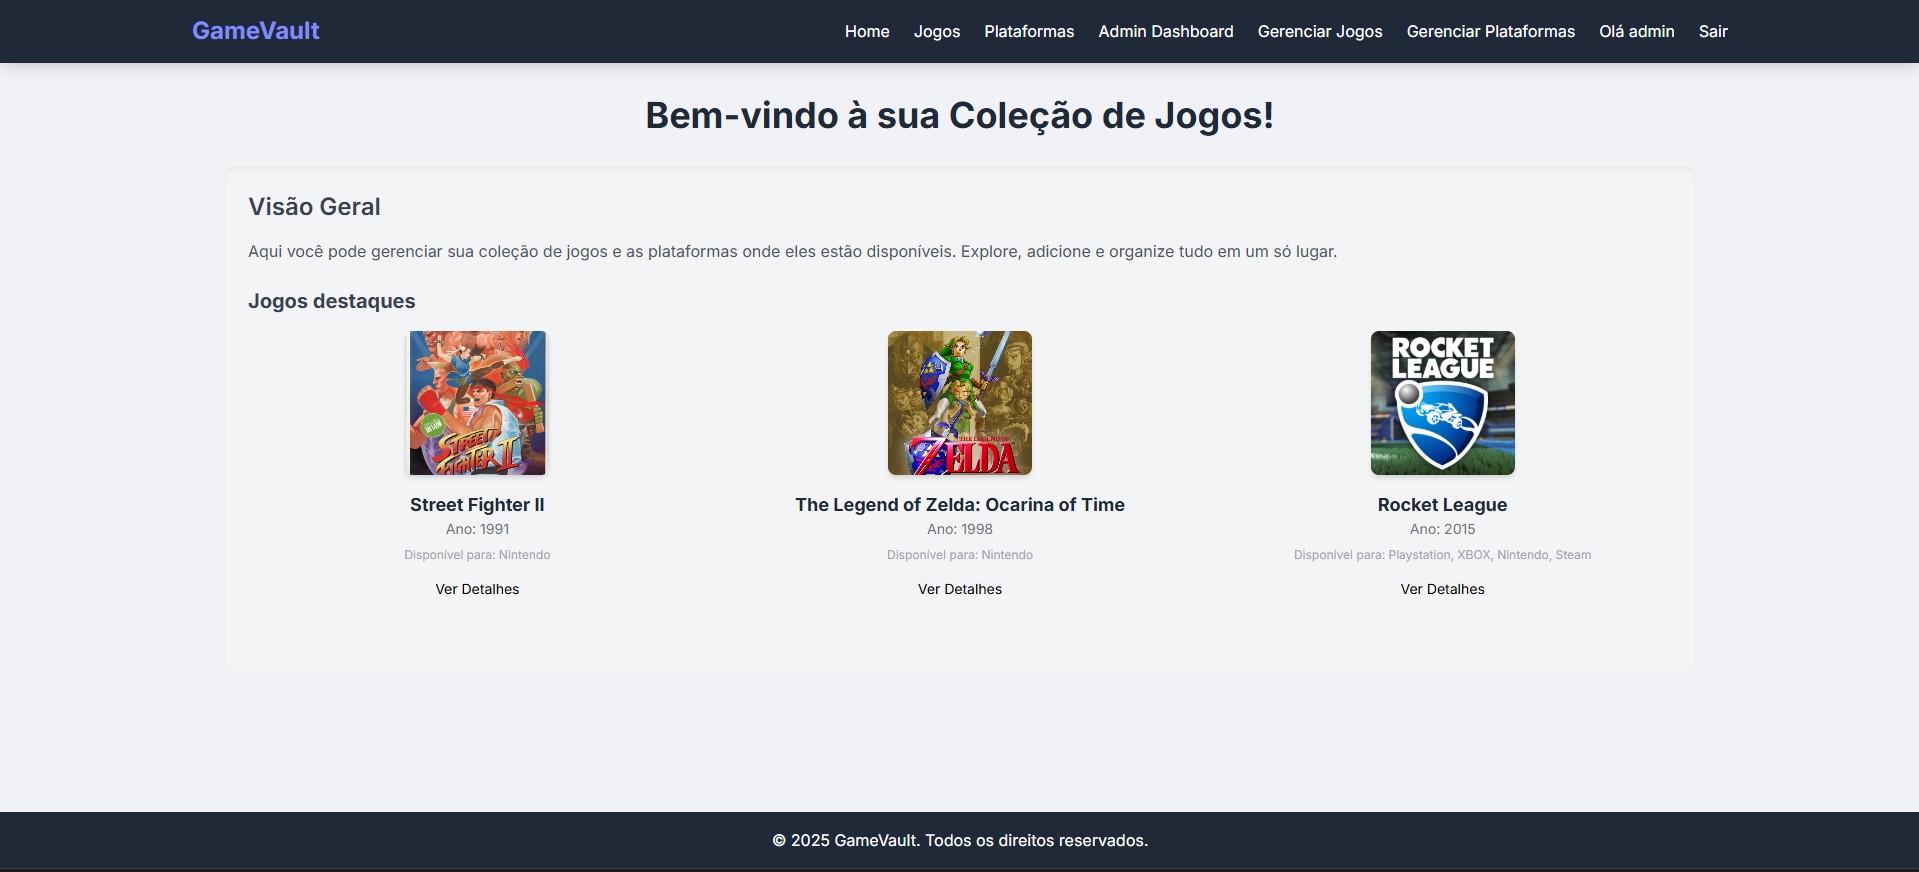 GameVault Home Jogos Plataformas Admin Dashboard Gerenciar Jogos Gerenciar Plataformas Olá admin Sair
Bem-vindo à sua Coleção de Jogos!
Visão Geral
Aqui você pode gerenciar sua coleção de jogos e as plataformas onde eles estão disponíveis. Explore, adicione e organize tudo em um só lugar.
Jogos destaques
STREET
FIGHTER II
THE LEGEND OF
ZELDA
ROCKET
LEAGUE
Street Fighter II
Ano: 1991
Disponível para: Nintendo
Ver Detalhes
The Legend of Zelda: Ocarina of Time
Ano: 1998
Disponível para: Nintendo
Ver Detalhes
Rocket League
Ano: 2015
Disponível para: Playstation, XBOX, Nintendo, Steam
Ver Detalhes
© 2025 GameVault. Todos os direitos reservados.